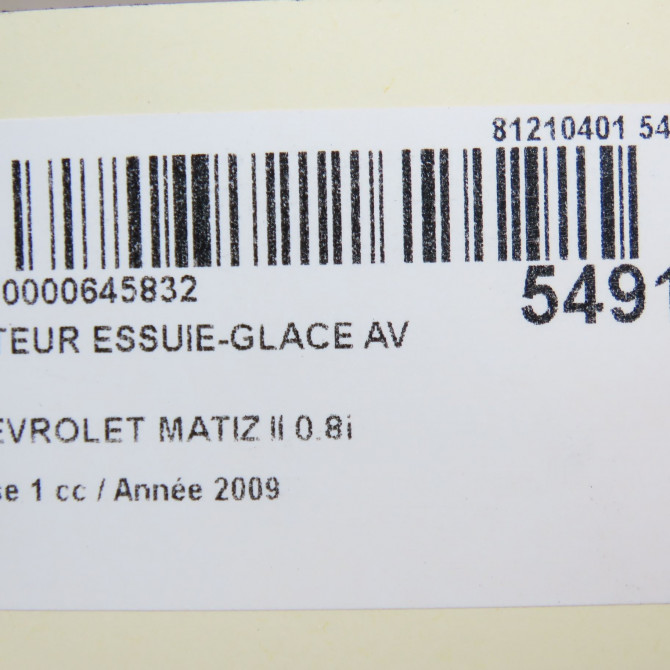 81210401 54
0000645832
5491
TEUR ESSUIE-GLACE AV
EVROLET MATIZ II 0.8i
se 1 cc / Année 2009